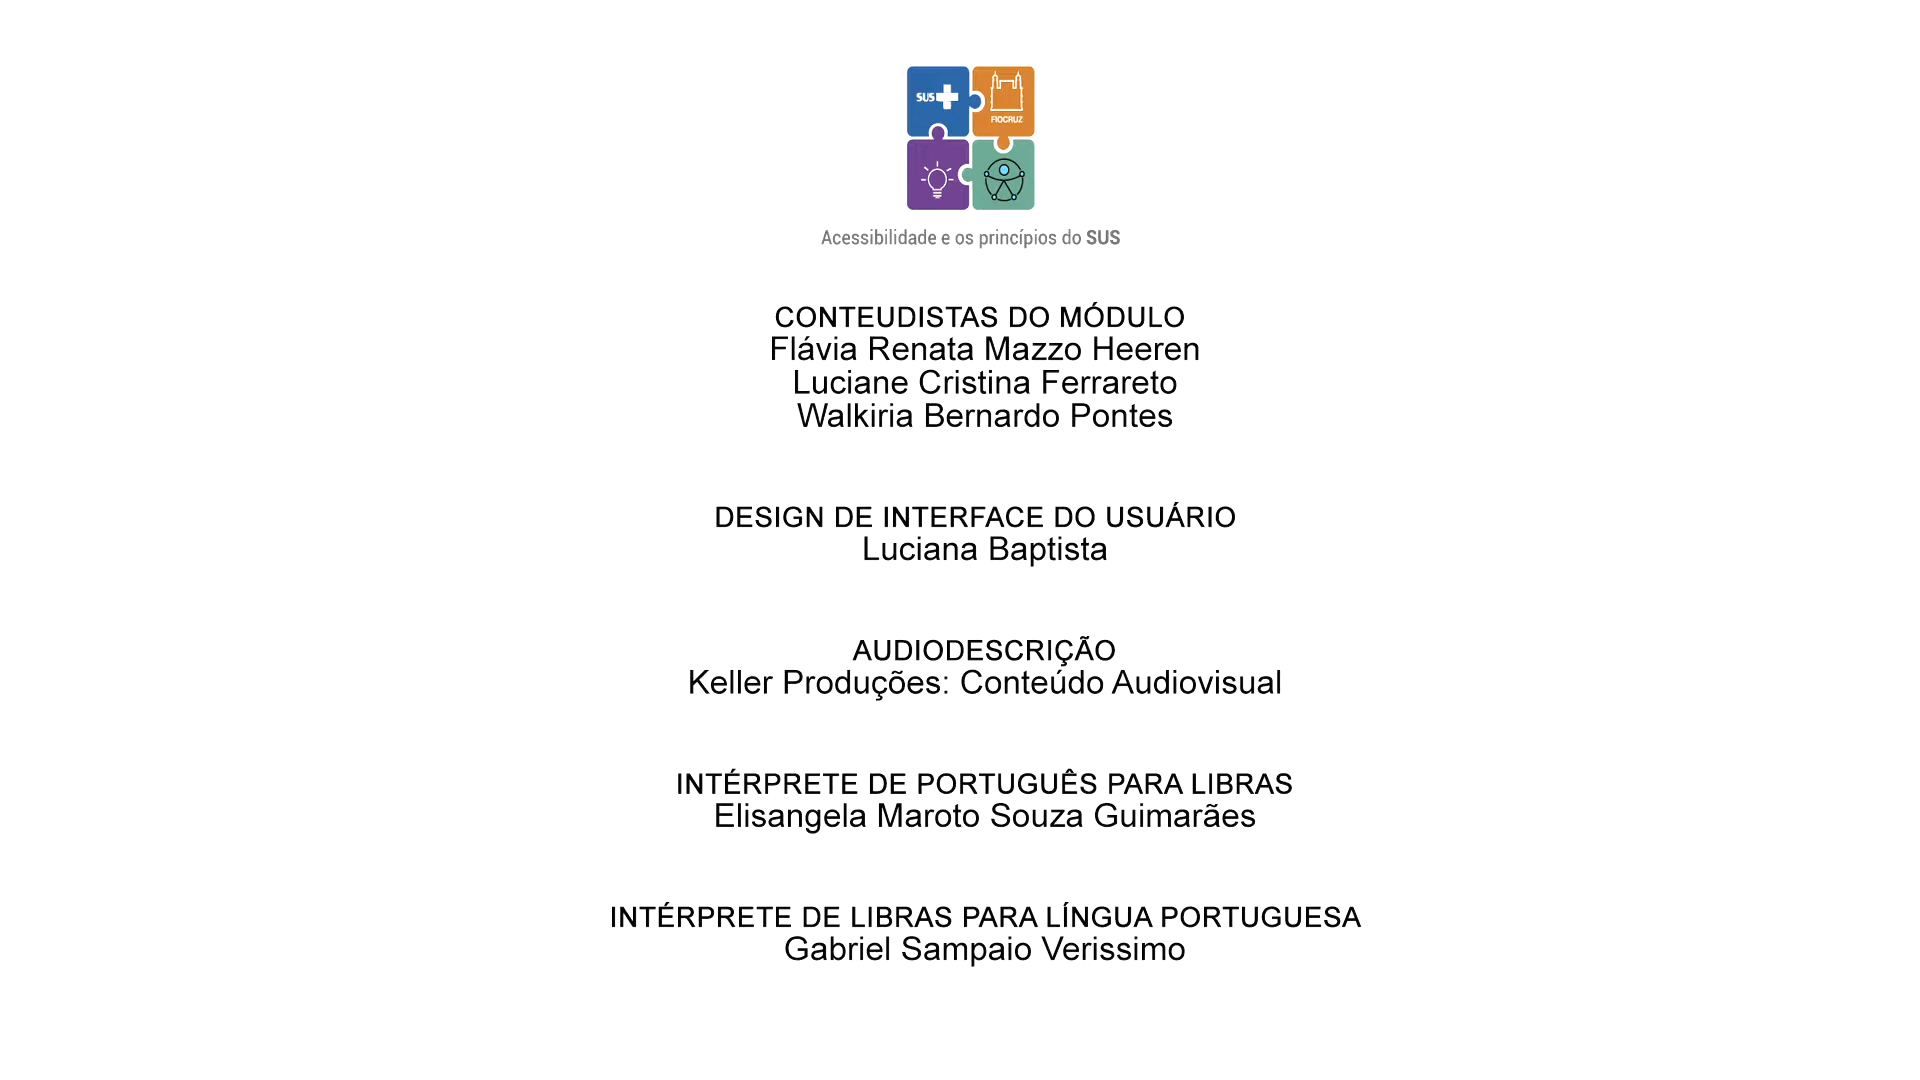 SUS
FIOCRUZ
Acessibilidade e os princípios do SUS
CONTEUDISTAS DO MÓDULO
Flávia Renata Mazzo Heeren
Luciane Cristina Ferrareto
Walkiria Bernardo Pontes
DESIGN DE INTERFACE DO USUÁRIO
Luciana Baptista
AUDIODESCRIÇÃO
Keller Produções: Conteúdo Audiovisual
INTÉRPRETE DE PORTUGUÊS PARA LIBRAS
Elisangela Maroto Souza Guimarães
INTÉRPRETE DE LIBRAS PARA LÍNGUA PORTUGUESA
Gabriel Sampaio Verissimo